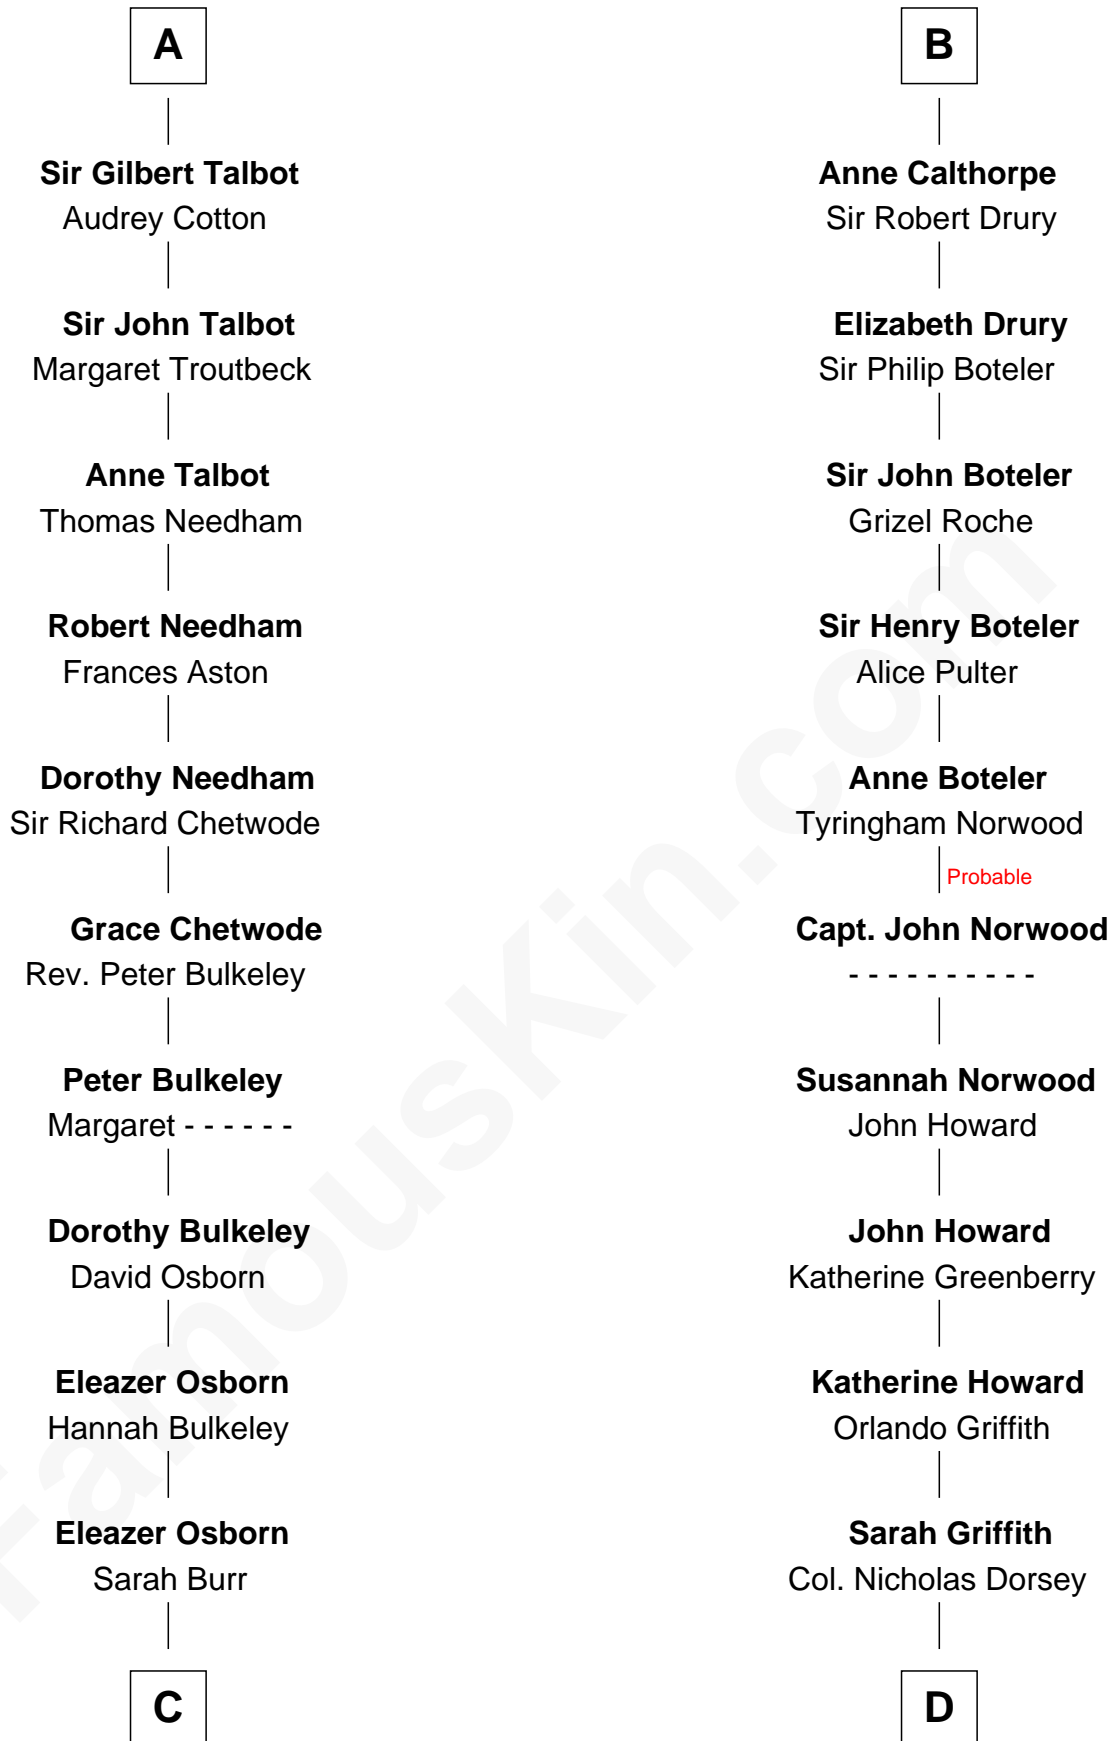 A
Sir Gilbert Talbot
Audrey Cotton
Sir John Talbot
Margaret Troutbeck
Anne Talbot
Thomas Needham
Robert Needham
Frances Aston
Dorothy Needham
Sir Richard Chetwode
Grace Chetwode
Rev. Peter Bulkeley
Peter Bulkeley
Margaret - - - - - -
Dorothy Bulkeley
David Osborn
Eleazer Osborn
Hannah Bulkeley
Eleazer Osborn
Sarah Burr
C
B
Anne Calthorpe
Sir Robert Drury
Elizabeth Drury
Sir Philip Boteler
Sir John Boteler
Grizel Roche
Sir Henry Boteler
Alice Pulter
Anne Boteler
Tyringham Norwood
Probable
Capt. John Norwood
- - - - - - - - - -
Susannah Norwood
John Howard
John Howard
Katherine Greenberry
Katherine Howard
Orlando Griffith
Sarah Griffith
Col. Nicholas Dorsey
D
FamousKin.com